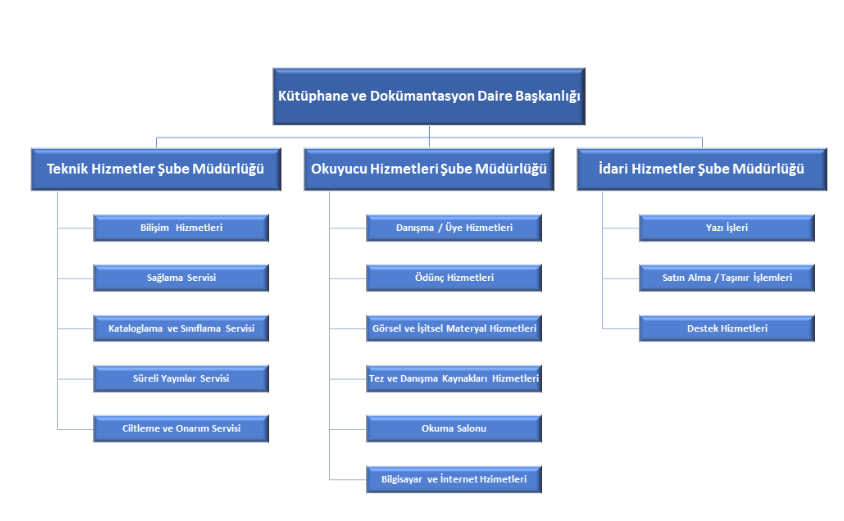 Kütüphane ve Dokümantasyon Daire Başkanlığı
Teknik Hizmetler Şube Müdürlüğü
Bilişim Hizmetleri
Sağlama Servisi
Kataloglama ve Sınıflama Servisi
Süreli Yayınlar Servisi
Ciltleme ve Onarım Servisi
Okuyucu Hizmetleri Şube Müdürlüğü
Danışma / Üye Hizmetleri
Ödünç Hizmetleri
Görsel ve İşitsel Materyal Hizmetleri
Tez ve Danışma Kaynakları Hizmetleri
Okuma Salonu
Bilgisayar ve İnternet Hzimetleri
İdari Hizmetler Şube Müdürlüğü
Yazı İşleri
Satın Alma / Taşınır İşlemleri
Destek Hizmetleri